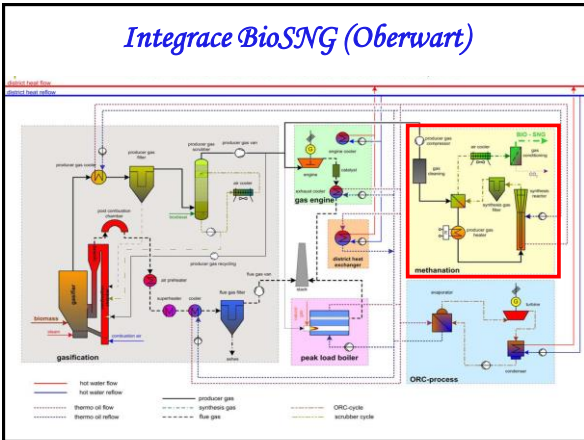 Integrace BioSNG (Oberwart)
district heat flow
district heat reflow
producer gas cooler
producer gas filter
producer gas scrubber
producer gas van
air cooler
biodiesel
post combustion chamber
producer gas recycling
air preheater
superheater
cooler
flue gas filter
flue gas van
gasifier
biomass
steam
combustion air
ashes
gasification
engine cooler
engine
catalyst
exhaust cooler
gas engine
district heat exchanger
stack
peak load boiler
producer gas compressor
BIO - SNG
air cooler
gas conditioning
gas cleaning
CO2
synthesis gas filter
synthesis reactor
producer gas heater
methanation
evaporator
turbine
condenser
ORC-process
hot water flow
hot water reflow
thermo oil flow
thermo oil reflow
producer gas
synthesis gas
flue gas
ORC-cycle
scrubber cycle